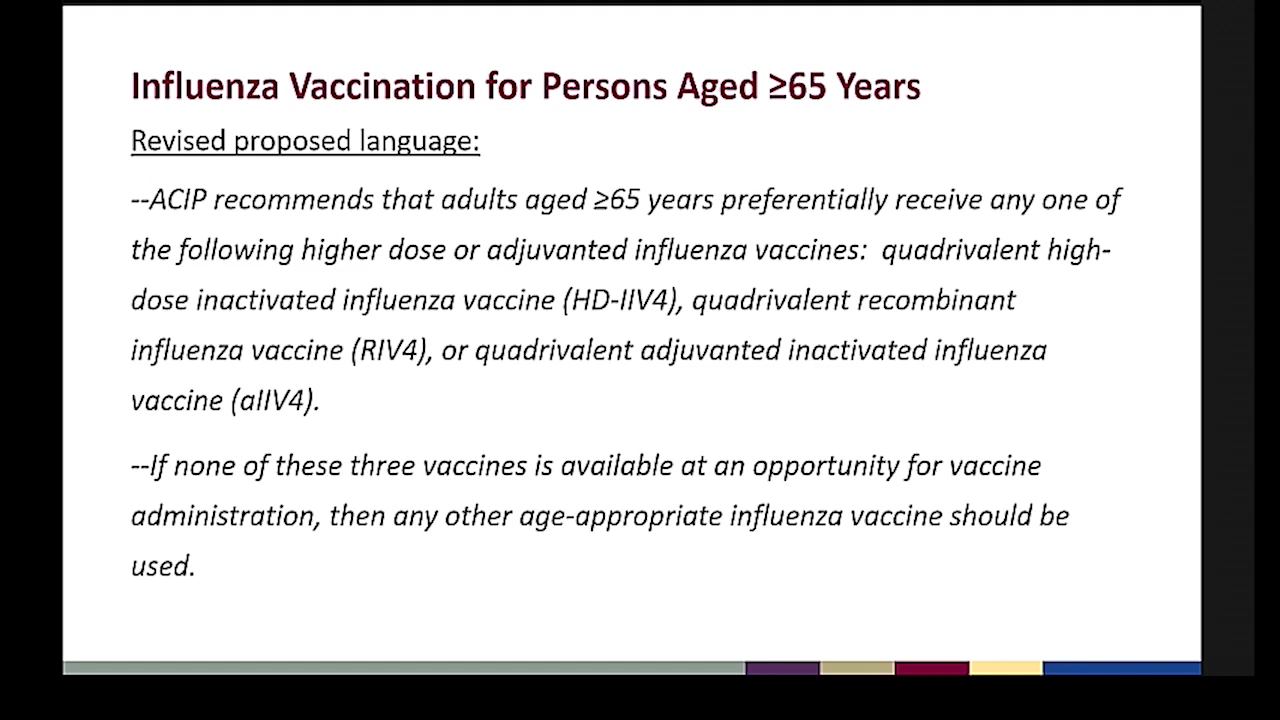 Influenza Vaccination for Persons Aged ≥65 Years
Revised proposed language:
--ACIP recommends that adults aged ≥65 years preferentially receive any one of
the following higher dose or adjuvanted influenza vaccines:  quadrivalent high-
dose inactivated influenza vaccine (HD-IIV4), quadrivalent recombinant
influenza vaccine (RIV4), or quadrivalent adjuvanted inactivated influenza
vaccine (aIIV4).
--If none of these three vaccines is available at an opportunity for vaccine
administration, then any other age-appropriate influenza vaccine should be
used.